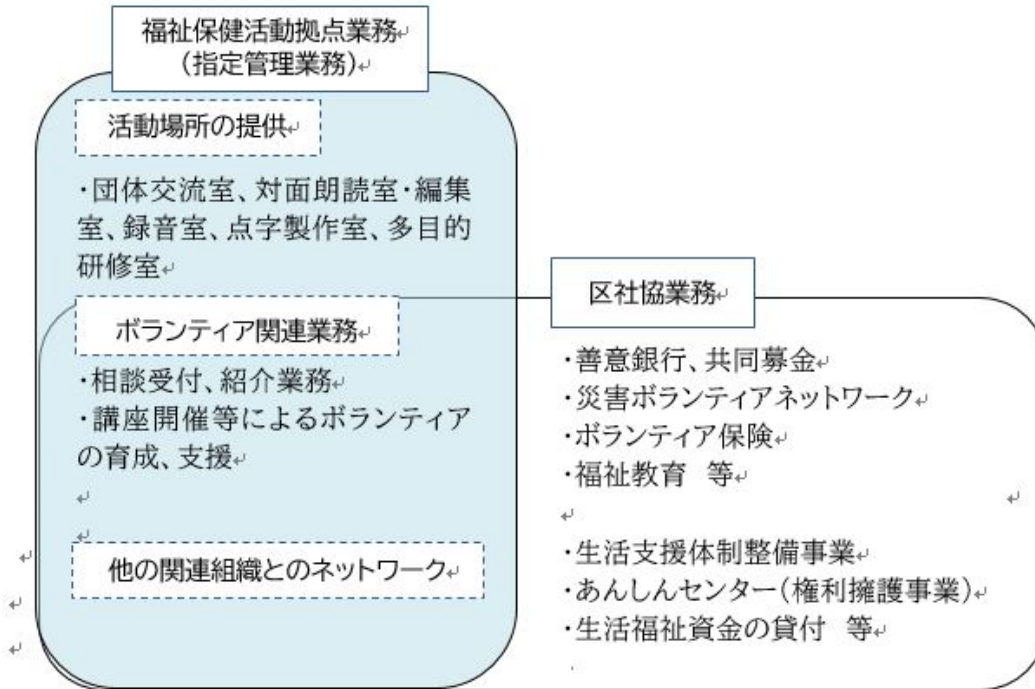 福祉保健活動拠点業務
（指定管理業務）
活動場所の提供
・団体交流室、対面朗読室・編集
室、録音室、点字製作室、多目的
研修室
ボランティア関連業務
・相談受付、紹介業務
・講座開催等によるボランティア
の育成、支援
他の関連組織とのネットワーク
区社協業務
・善意銀行、共同募金
・災害ボランティアネットワーク
・ボランティア保険
・福祉教育　等
・生活支援体制整備事業
・あんしんセンター（権利擁護事業）
・生活福祉資金の貸付　等